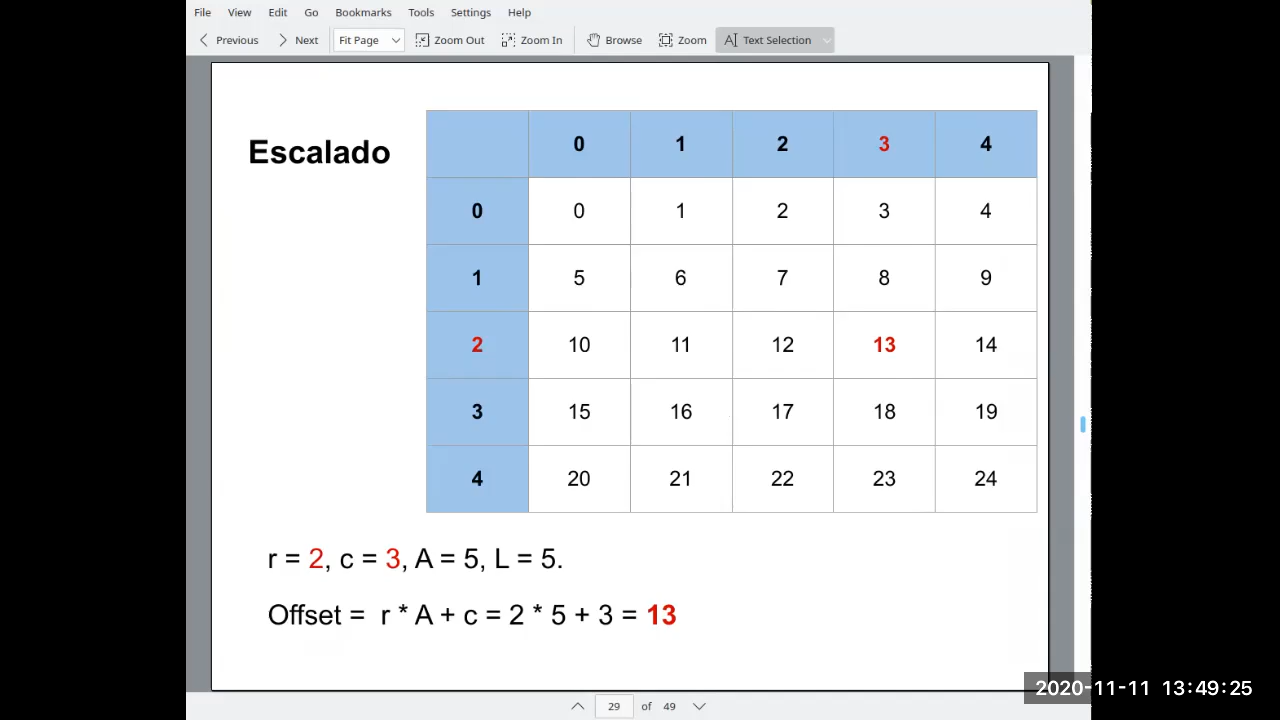 File View Edit Go Bookmarks Tools Settings Help
Previous Next Fit Page Zoom Out Zoom In Browse Zoom Text Selection
Escalado
0 1 2 3 4
0 0 1 2 3 4
1 5 6 7 8 9
2 10 11 12 13 14
3 15 16 17 18 19
4 20 21 22 23 24
r = 2, c = 3, A = 5, L = 5.
Offset = r * A + c = 2 * 5 + 3 = 13
2020-11-11 13:49:25
29 of 49